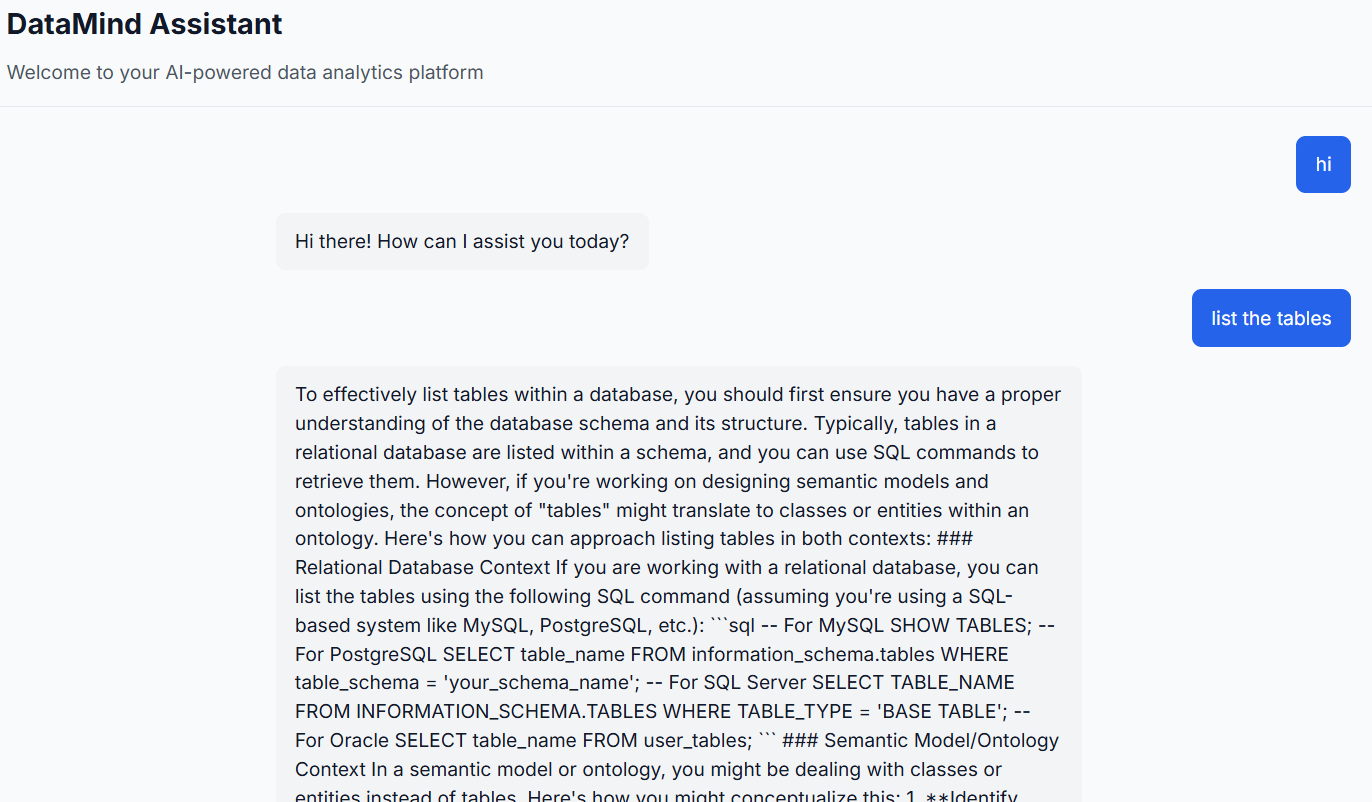 DataMind Assistant
Welcome to your AI-powered data analytics platform
hi
Hi there! How can I assist you today?
list the tables
To effectively list tables within a database, you should first ensure you have a proper
understanding of the database schema and its structure. Typically, tables in a
relational database are listed within a schema, and you can use SQL commands to
retrieve them. However, if you're working on designing semantic models and
ontologies, the concept of "tables" might translate to classes or entities within an
ontology. Here's how you can approach listing tables in both contexts: ###
Relational Database Context If you are working with a relational database, you can
list the tables using the following SQL command (assuming you're using a SQL-
based system like MySQL, PostgreSQL, etc.): ```sql -- For MySQL SHOW TABLES; --
For PostgreSQL SELECT table_name FROM information_schema.tables WHERE
table_schema = 'your_schema_name'; -- For SQL Server SELECT TABLE_NAME
FROM INFORMATION_SCHEMA.TABLES WHERE TABLE_TYPE = 'BASE TABLE'; --
For Oracle SELECT table_name FROM user_tables; ``` ### Semantic Model/Ontology
Context In a semantic model or ontology, you might be dealing with classes or
entities instead of tables. Here's how you might conceptualize this: 1. **Identify